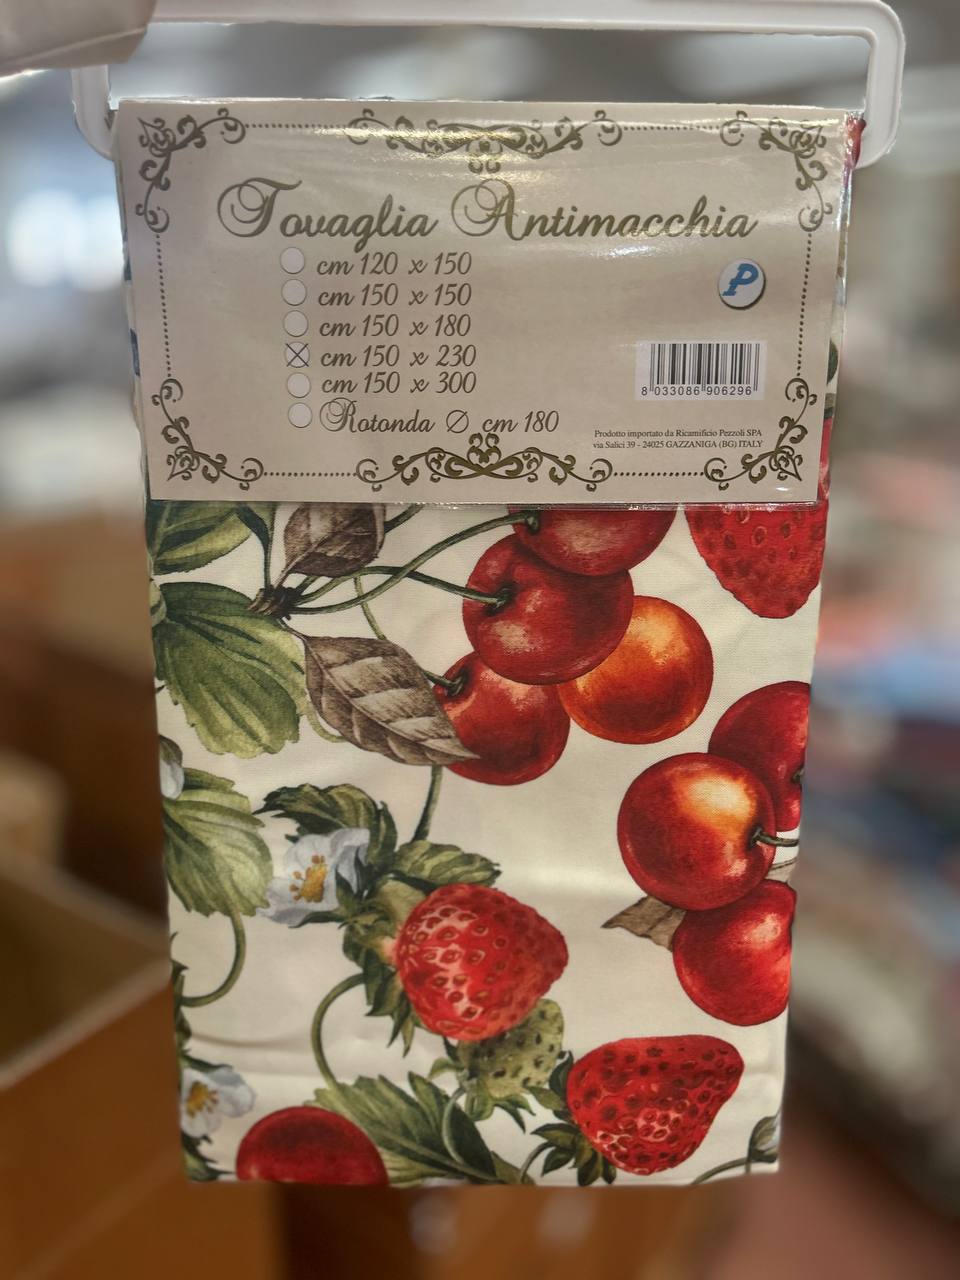 Tovaglia Antimacchia
cm 120 x 150
cm 150 x 150
cm 150 x 180
cm 150 x 230
cm 150 x 300
Rotonda Ø cm 180
P
8 033086 906296
Prodotto importato da Ricamificio Pezzoli SPA
via Salici 39 - 24025 GAZZANIGA (BG) ITALY